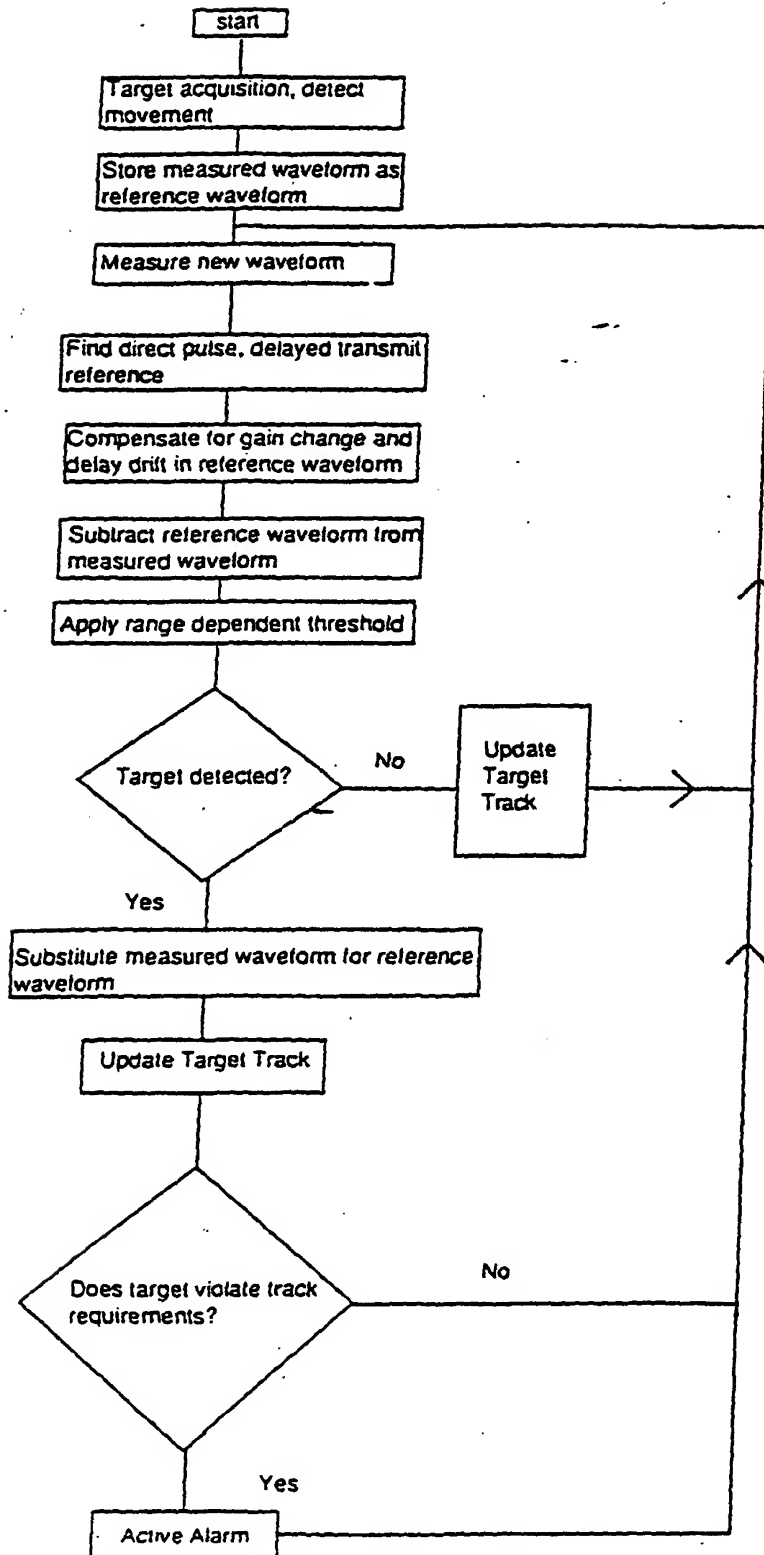 start
Target acquisition, detect
movement
Store measured waveform as
reference waveform
Measure new waveform
Find direct pulse, delayed transmit
reference
Compensate for gain change and
delay drift in reference waveform
Subtract reference waveform from
measured waveform
Apply range dependent threshold
Target detected?
No
Update
Target
Track
Yes
Substitute measured waveform for reference
waveform
Update Target Track
Does target violate track
requirements?
No
Yes
Active Alarm